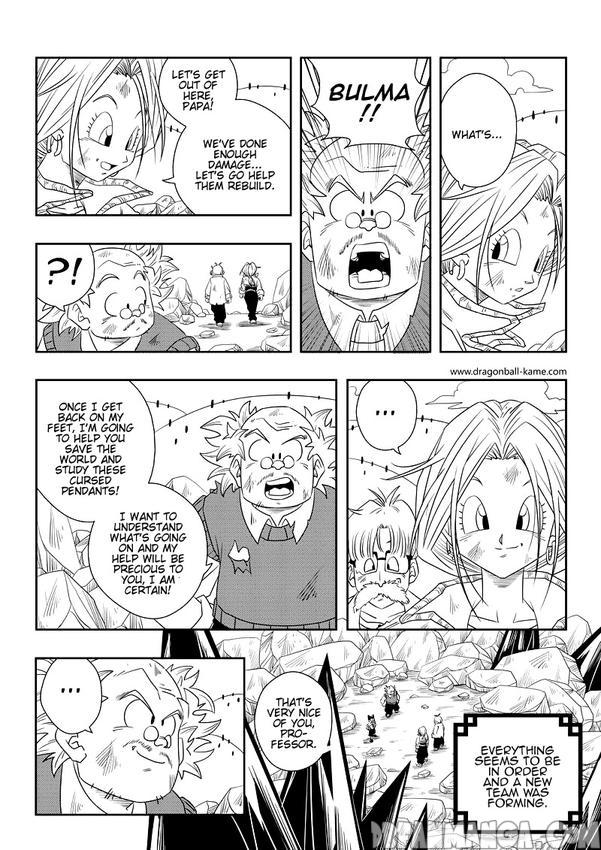 LET'S GET
OUT OF
HERE,
PAPA!
WE'VE DONE
ENOUGH
DAMAGE...
LET'S GO HELP
THEM REBUILD.
BULMA
!!
WHAT'S...
?!
www.dragonball-kame.com
ONCE I GET
BACK ON MY
FEET, I'M GOING
TO HELP YOU
SAVE THE
WORLD AND
STUDY THESE
CURSED
PENDANTS!
I WANT TO
UNDERSTAND
WHAT'S GOING
ON AND MY
HELP WILL BE
PRECIOUS TO
YOU, I AM
CERTAIN!
...
...
THAT'S
VERY NICE
OF YOU,
PRO-
FESSOR.
EVERYTHING
SEEMS TO BE
IN ORDER
AND A NEW
TEAM WAS
FORMING.
DBZMANGA.COM